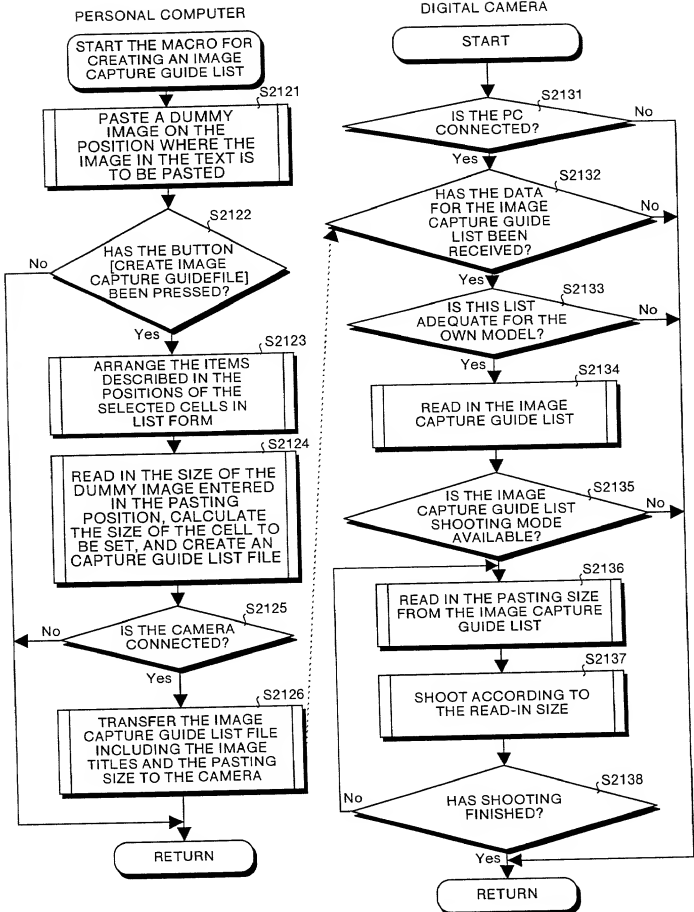 PERSONAL COMPUTER
START THE MACRO FOR
CREATING AN IMAGE
CAPTURE GUIDE LIST
S2121
PASTE A DUMMY
IMAGE ON THE
POSITION WHERE THE
IMAGE IN THE TEXT IS
TO BE PASTED
S2122
No
HAS THE BUTTON
[CREATE IMAGE
CAPTURE GUIDEFILE]
BEEN PRESSED?
Yes
S2123
ARRANGE THE ITEMS
DESCRIBED IN THE
POSITIONS OF THE
SELECTED CELLS IN
LIST FORM
S2124
READ IN THE SIZE OF THE
DUMMY IMAGE ENTERED
IN THE PASTING
POSITION, CALCULATE
THE SIZE OF THE CELL TO
BE SET, AND CREATE AN
CAPTURE GUIDE LIST FILE
S2125
No
IS THE CAMERA
CONNECTED?
Yes
S2126
TRANSFER THE IMAGE
CAPTURE GUIDE LIST FILE
INCLUDING THE IMAGE
TITLES AND THE PASTING
SIZE TO THE CAMERA
RETURN
DIGITAL CAMERA
START
S2131
No
IS THE PC
CONNECTED?
Yes
S2132
HAS THE DATA
FOR THE IMAGE
CAPTURE GUIDE
LIST BEEN
RECEIVED?
No
Yes
S2133
IS THIS LIST
ADEQUATE FOR THE
OWN MODEL?
No
Yes
S2134
READ IN THE IMAGE
CAPTURE GUIDE LIST
S2135
IS THE IMAGE
CAPTURE GUIDE LIST
SHOOTING MODE
AVAILABLE?
No
S2136
READ IN THE PASTING SIZE
FROM THE IMAGE CAPTURE
GUIDE LIST
S2137
SHOOT ACCORDING TO
THE READ-IN SIZE
S2138
No
HAS SHOOTING
FINISHED?
Yes
RETURN